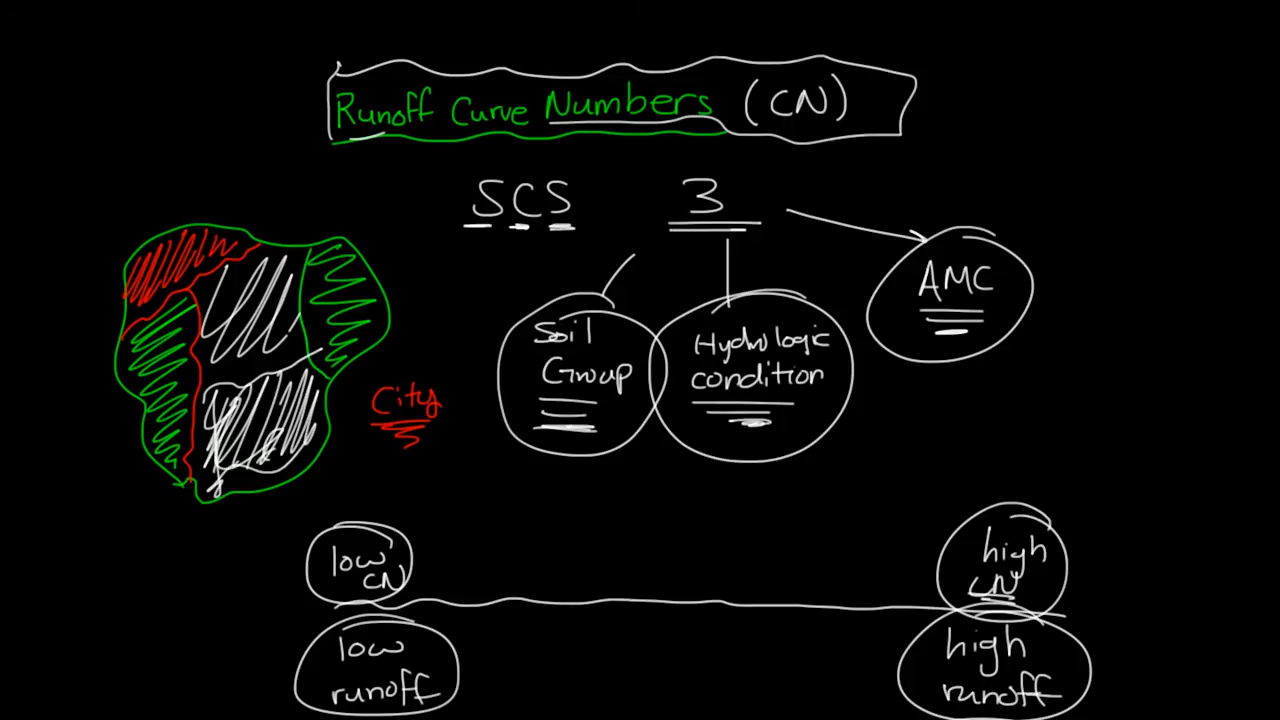 Runoff Curve Numbers (CN)
SCS 3
AMC
Soil
Group
Hydrologic
condition
City
low
CN
high
CN
low
runoff
high
runoff